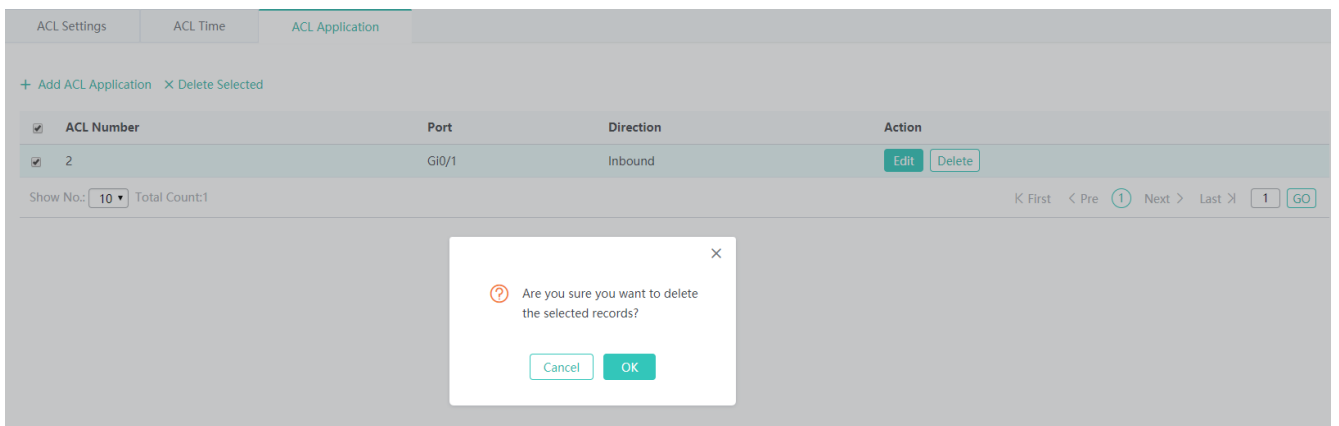 ACL Settings ACL Time ACL Application
+ Add ACL Application × Delete Selected
ACL Number Port Direction Action
2 Gi0/1 Inbound Edit Delete
Show No.: 10 Total Count:1 First < Pre 1 Next > Last 1 GO
Are you sure you want to delete
the selected records?
Cancel OK